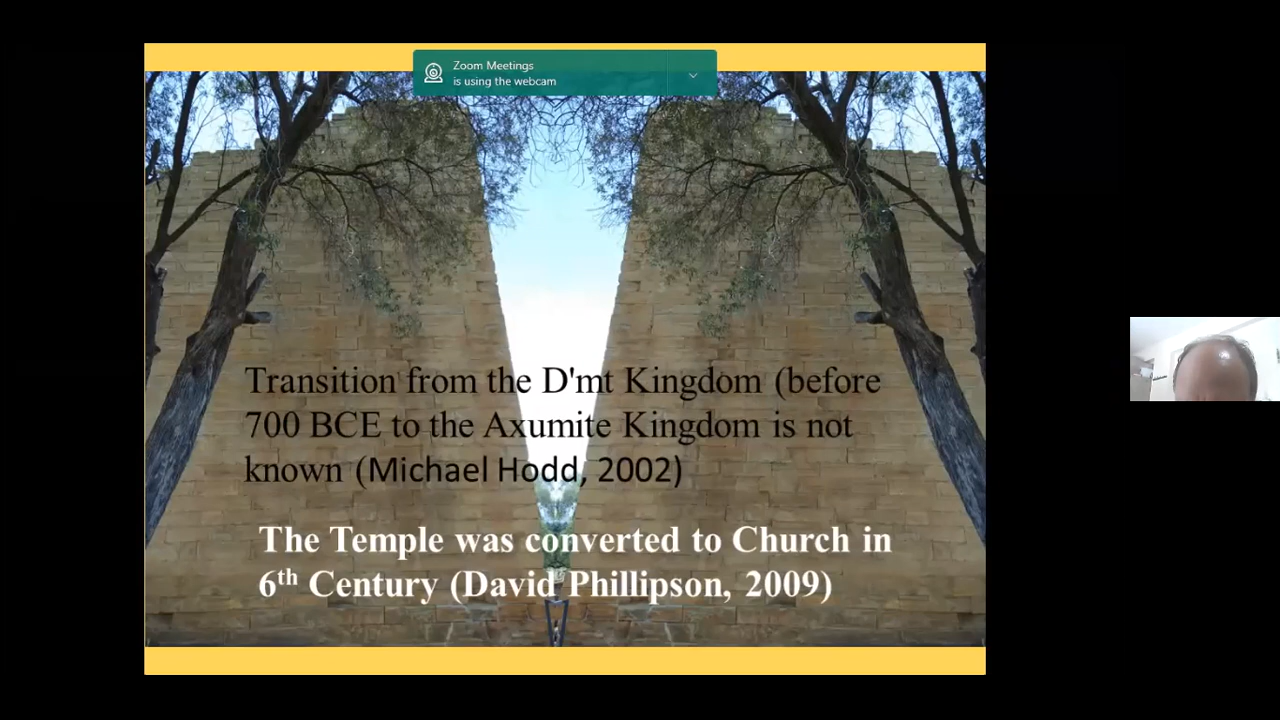 Zoom Meetings
is using the webcam
Transition from the D'mt Kingdom (before
700 BCE to the Axumite Kingdom is not
known (Michael Hodd, 2002)
The Temple was converted to Church in
6th Century (David Phillipson, 2009)